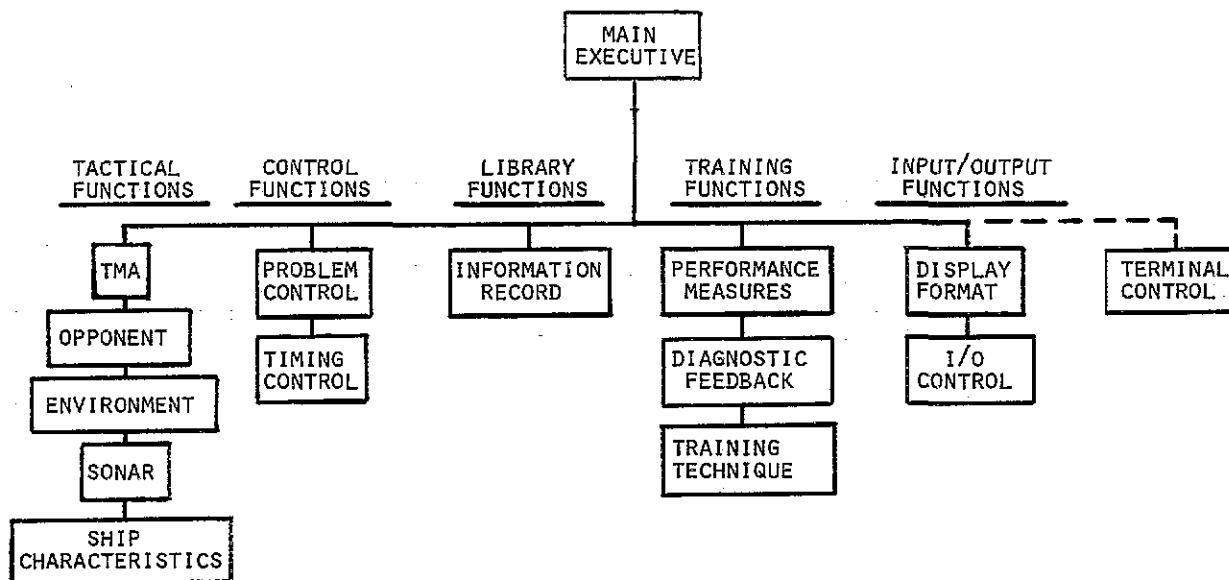 MAIN
EXECUTIVE
TACTICAL
FUNCTIONS
CONTROL
FUNCTIONS
LIBRARY
FUNCTIONS
TRAINING
FUNCTIONS
INPUT/OUTPUT
FUNCTIONS
TMA
OPPONENT
ENVIRONMENT
SONAR
SHIP
CHARACTERISTICS
PROBLEM
CONTROL
TIMING
CONTROL
INFORMATION
RECORD
PERFORMANCE
MEASURES
DIAGNOSTIC
FEEDBACK
TRAINING
TECHNIQUE
DISPLAY
FORMAT
I/O
CONTROL
TERMINAL
CONTROL